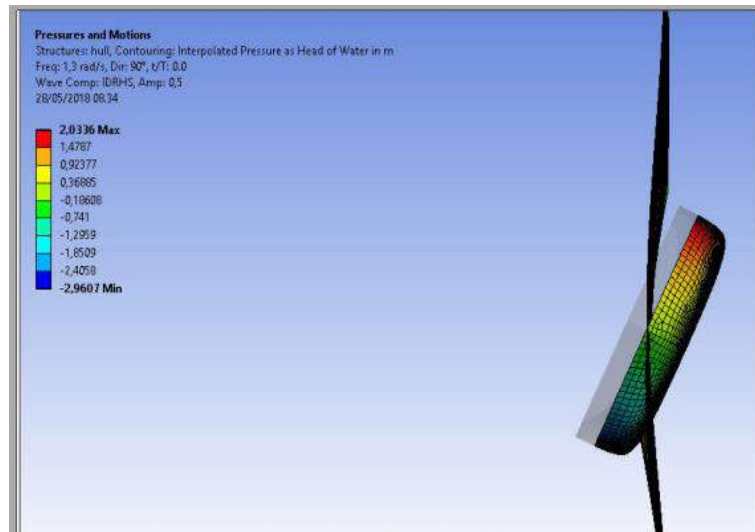 Pressures and Motions
Structures: hull, Contouring: Interpolated Pressure as Head of Water in m
Freq: 1,3 rad/s, Dir: 90°, t/T: 0.0
Wave Comp: IDRHS, Amp: 0,5
28/05/2018 08.34
2,0336 Max
1,4787
0,92377
0,36885
-0,18608
-0,741
-1,2959
-1,8509
-2,4058
-2,9607 Min